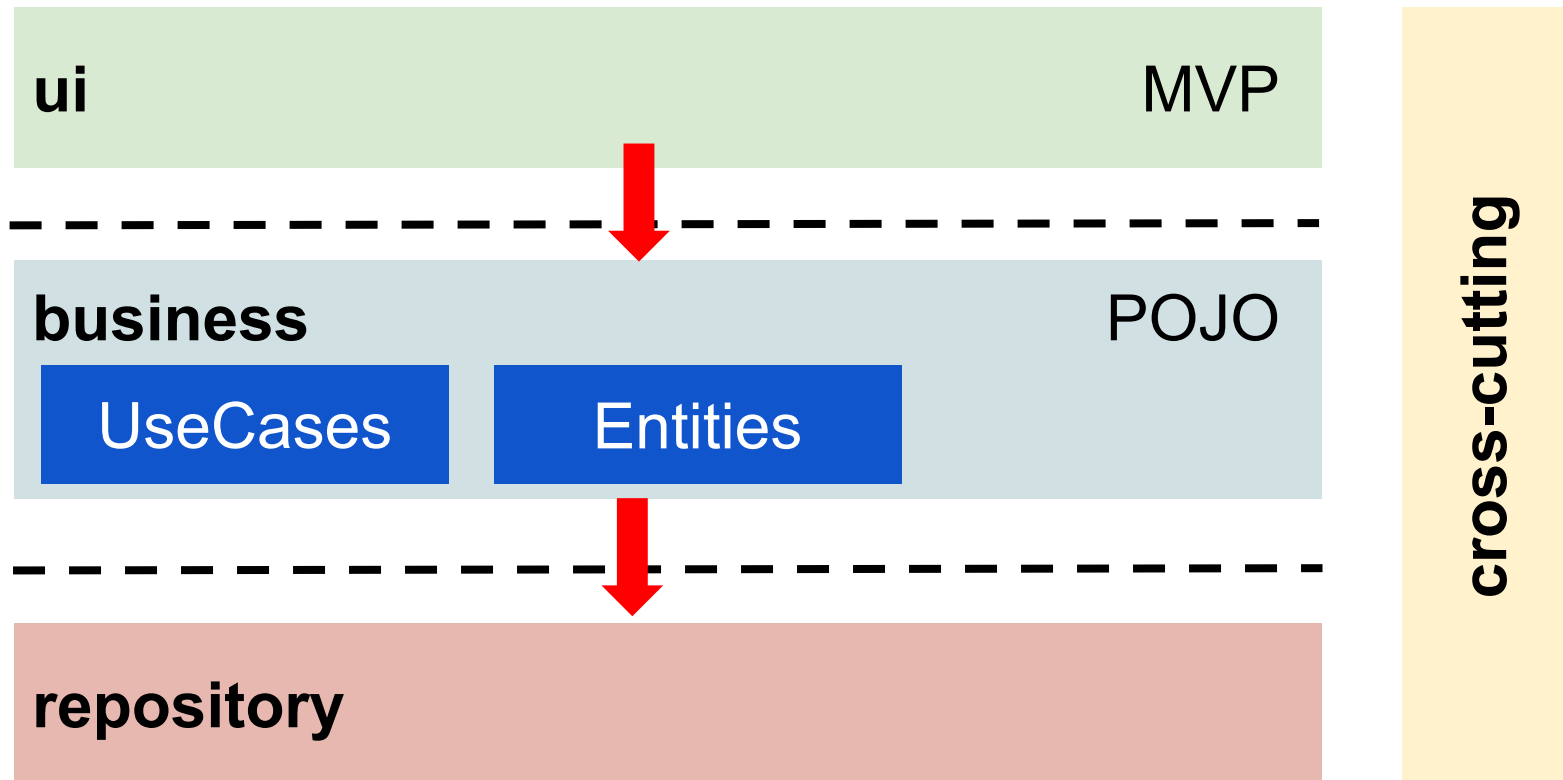 ui
MVP
business
POJO
UseCases
Entities
repository
cross-cutting